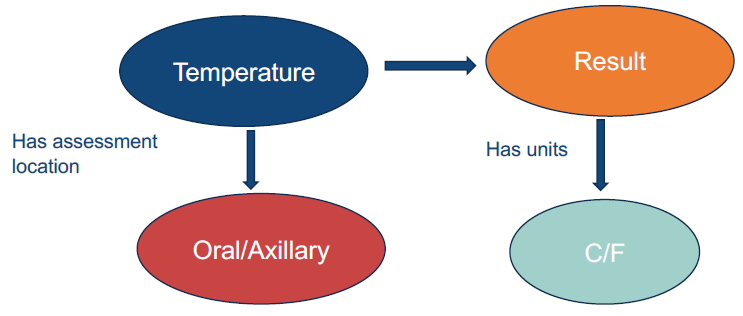 Temperature
Result
Has assessment
location
Has units
Oral/Axillary
C/F